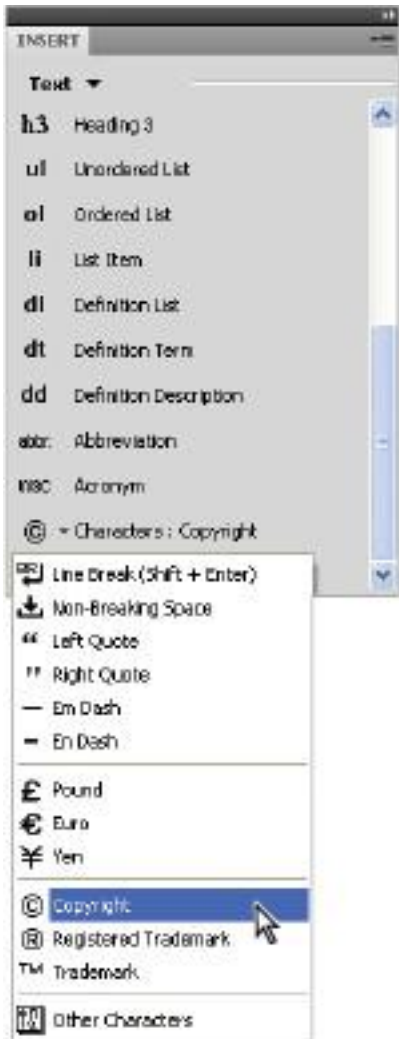 INSERT
Text
h3 Heading 3
ul Unordered List
ol Ordered List
li List Item
dl Definition List
dt Definition Term
dd Definition Description
abbr. Abbreviation
W3C Acronym
© Characters : Copyright
BR Line Break (Shift + Enter)
Non-Breaking Space
“ Left Quote
” Right Quote
— Em Dash
– En Dash
£ Pound
€ Euro
¥ Yen
© Copyright
® Registered Trademark
TM Trademark
Other Characters